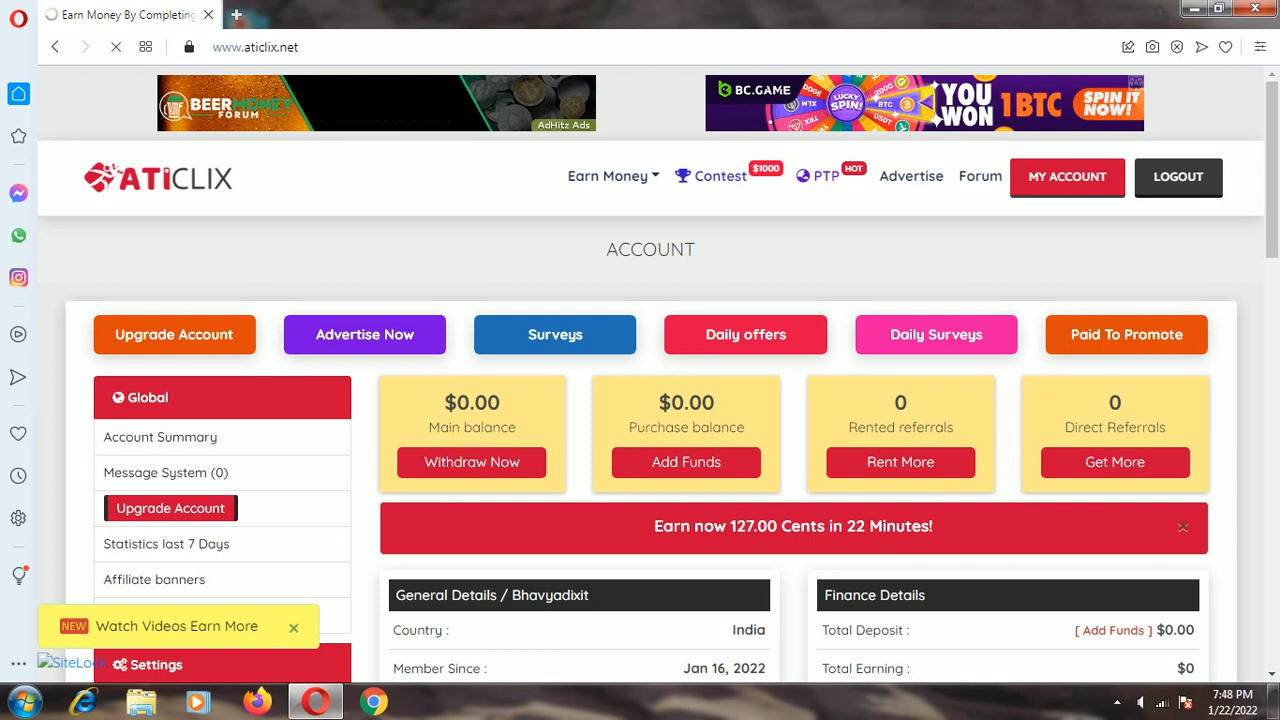 Earn Money By Completing
www.aticlix.net
BEERMONEY
FORUM
AdHitz Ads
BC.GAME
LUCKY
SPIN!
YOU
WON
1BTC
SPIN IT
NOW!
ATICLIX
Earn Money
Contest
$1000
PTP
HOT
Advertise
Forum
MY ACCOUNT
LOGOUT
ACCOUNT
Upgrade Account
Advertise Now
Surveys
Daily offers
Daily Surveys
Paid To Promote
Global
Account Summary
Message System (0)
Upgrade Account
Statistics last 7 Days
Affiliate banners
$0.00
Main balance
Withdraw Now
$0.00
Purchase balance
Add Funds
0
Rented referrals
Rent More
0
Direct Referrals
Get More
Earn now 127.00 Cents in 22 Minutes!
General Details / Bhavyadixit
Country : India
Member Since : Jan 16, 2022
Finance Details
Total Deposit : [ Add Funds ] $0.00
Total Earning : $0
NEW Watch Videos Earn More
SiteLock
Settings
7:48 PM
1/22/2022